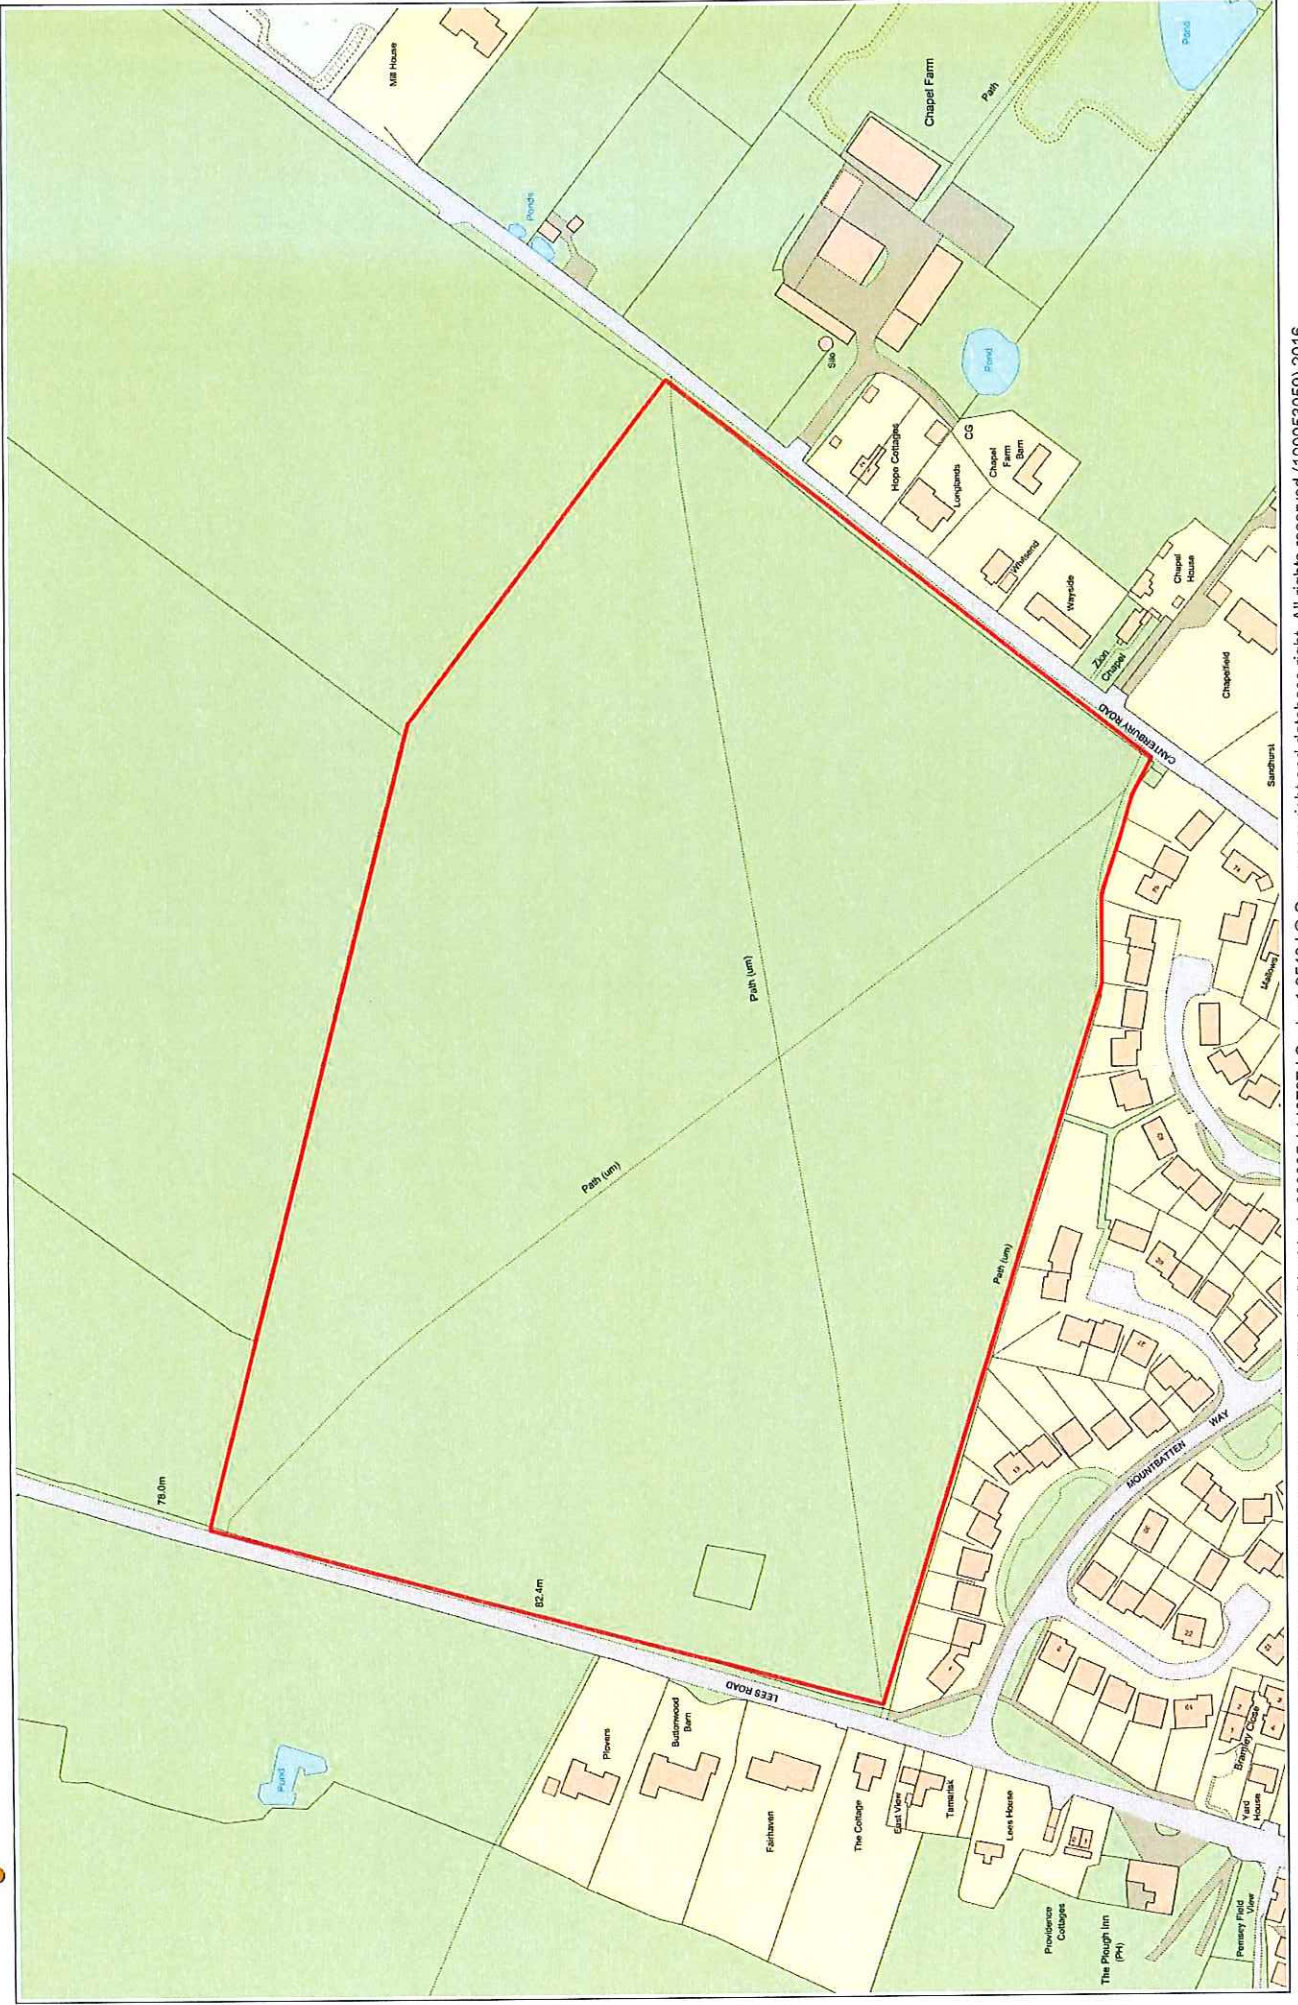 Mill House
Ponds
Pond
Chapel Farm
Path
Silo
Pond
Hope Cottages
Longlands
CG
Chapel
Farm
Barn
Whitsend
Wayside
Zion
Chapel
Chapel
House
CANTERBURY ROAD
Chapelfield
Sandhurst
Path (um)
Path (um)
Path (um)
78.0m
82.4m
LEES ROAD
Pond
Plovers
Buttonwood
Barn
Fairhaven
The Cottage
East View
Tamarisk
Lees House
Providence
Cottages
The Plough Inn
(PH)
Pemsey Field
View
Yard
House
Bramley Close
MOUNTBATTEN WAY
Mallows